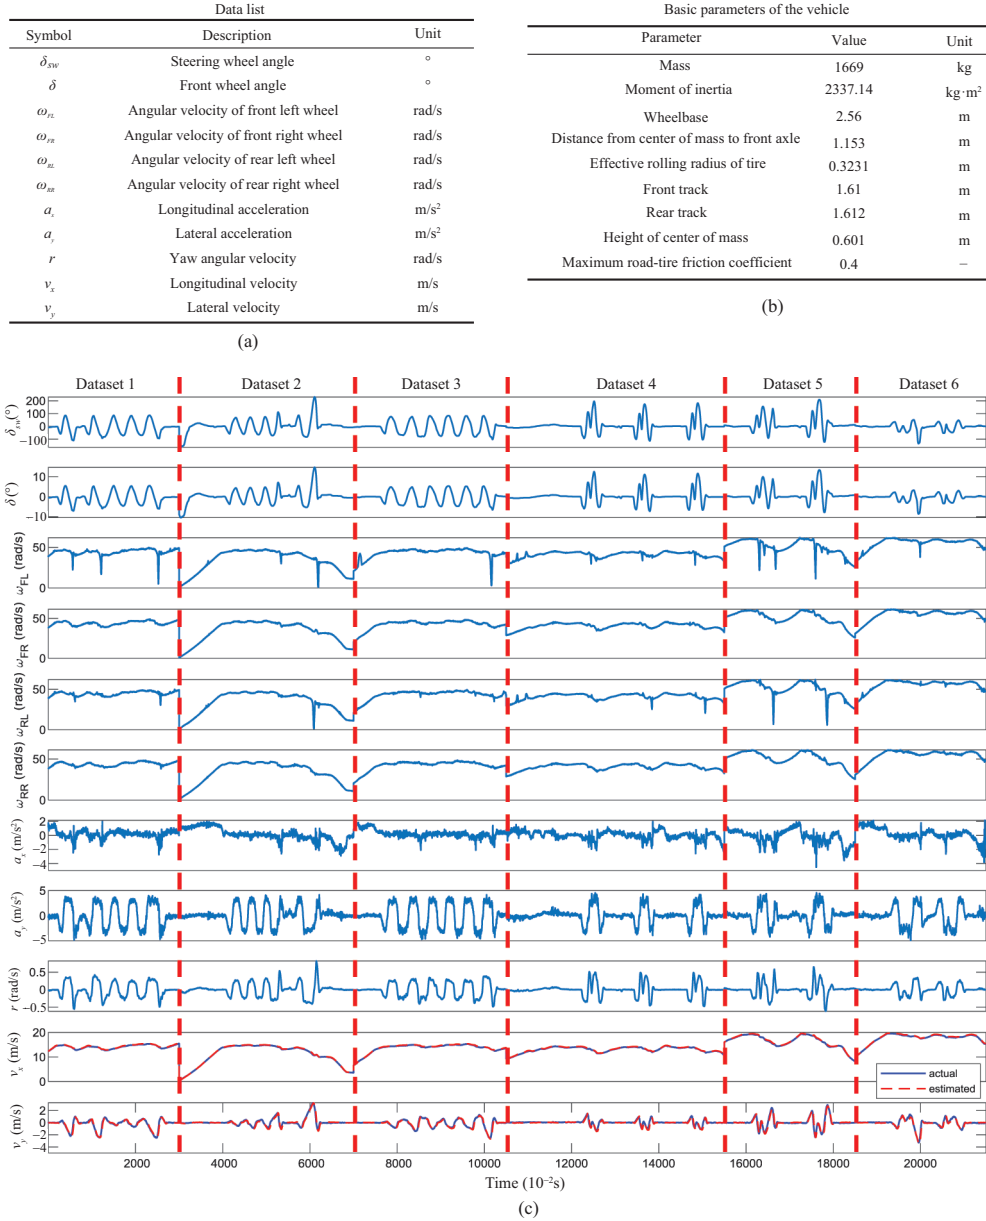 Data list
Symbol Description Unit
δsw Steering wheel angle °
δ Front wheel angle °
ωFL Angular velocity of front left wheel rad/s
ωFR Angular velocity of front right wheel rad/s
ωRL Angular velocity of rear left wheel rad/s
ωRR Angular velocity of rear right wheel rad/s
ax Longitudinal acceleration m/s²
ay Lateral acceleration m/s²
r Yaw angular velocity rad/s
vx Longitudinal velocity m/s
vy Lateral velocity m/s
(a)
Basic parameters of the vehicle
Parameter Value Unit
Mass 1669 kg
Moment of inertia 2337.14 kg·m²
Wheelbase 2.56 m
Distance from center of mass to front axle 1.153 m
Effective rolling radius of tire 0.3231 m
Front track 1.61 m
Rear track 1.612 m
Height of center of mass 0.601 m
Maximum road-tire friction coefficient 0.4 –
(b)
Dataset 1 Dataset 2 Dataset 3 Dataset 4 Dataset 5 Dataset 6
δsw(°)
200
100
0
−100
δ (°)
10
0
−10
ωFL (rad/s)
50
0
ωFR (rad/s)
50
0
ωRL (rad/s)
50
0
ωRR (rad/s)
50
0
ax (m/s²)
2
0
−2
−4
ay (m/s²)
5
0
−5
r (rad/s)
0.5
0
−0.5
vx (m/s)
20
10
0
actual
estimated
vy (m/s)
2
0
−2
−4
2000 4000 6000 8000 10000 12000 14000 16000 18000 20000
Time (10⁻²s)
(c)